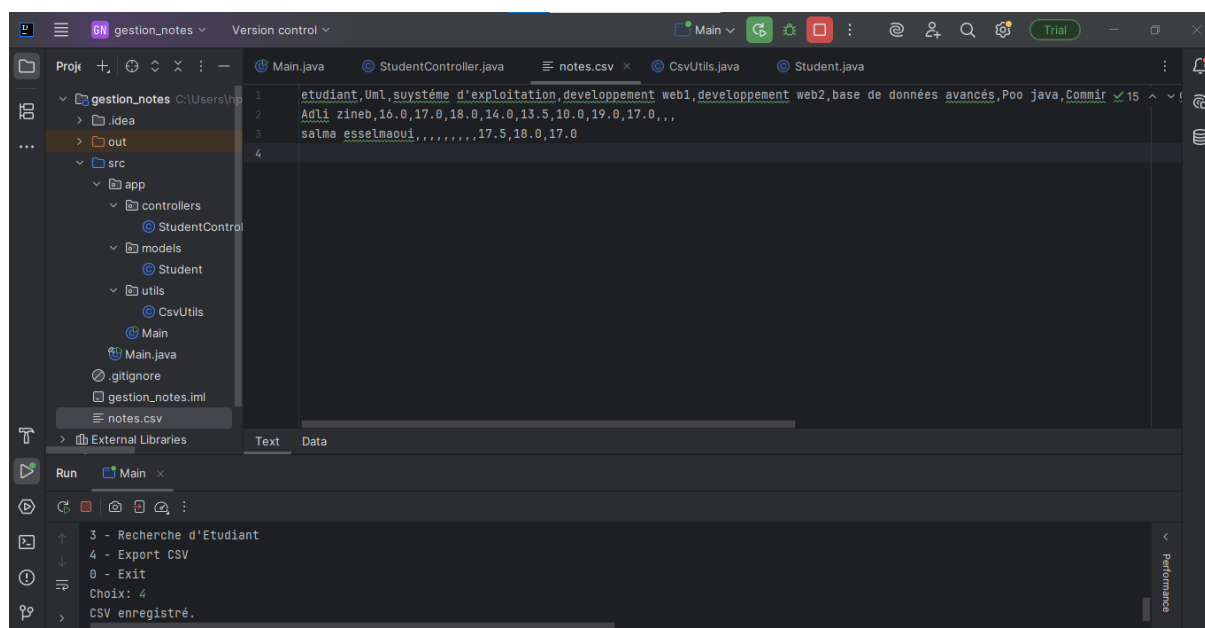 GN gestion_notes Version control Main Trial
Proje Main.java StudentController.java notes.csv CsvUtils.java Student.java
gestion_notes C:\Users\hp
.idea
out
src
app
controllers
StudentControl
models
Student
utils
CsvUtils
Main
Main.java
.gitignore
gestion_notes.iml
notes.csv
External Libraries
1 etudiant,Uml,suystéme d'exploitation,developpement web1,developpement web2,base de données avancés,Poo java,Commir 15
2 Adli zineb,16.0,17.0,18.0,14.0,13.5,10.0,19.0,17.0,,,
3 salma esselmaoui,,,,,,,,,17.5,18.0,17.0
4
Text Data
Run Main
3 - Recherche d'Etudiant
4 - Export CSV
0 - Exit
Choix: 4
CSV enregistré.
Performance